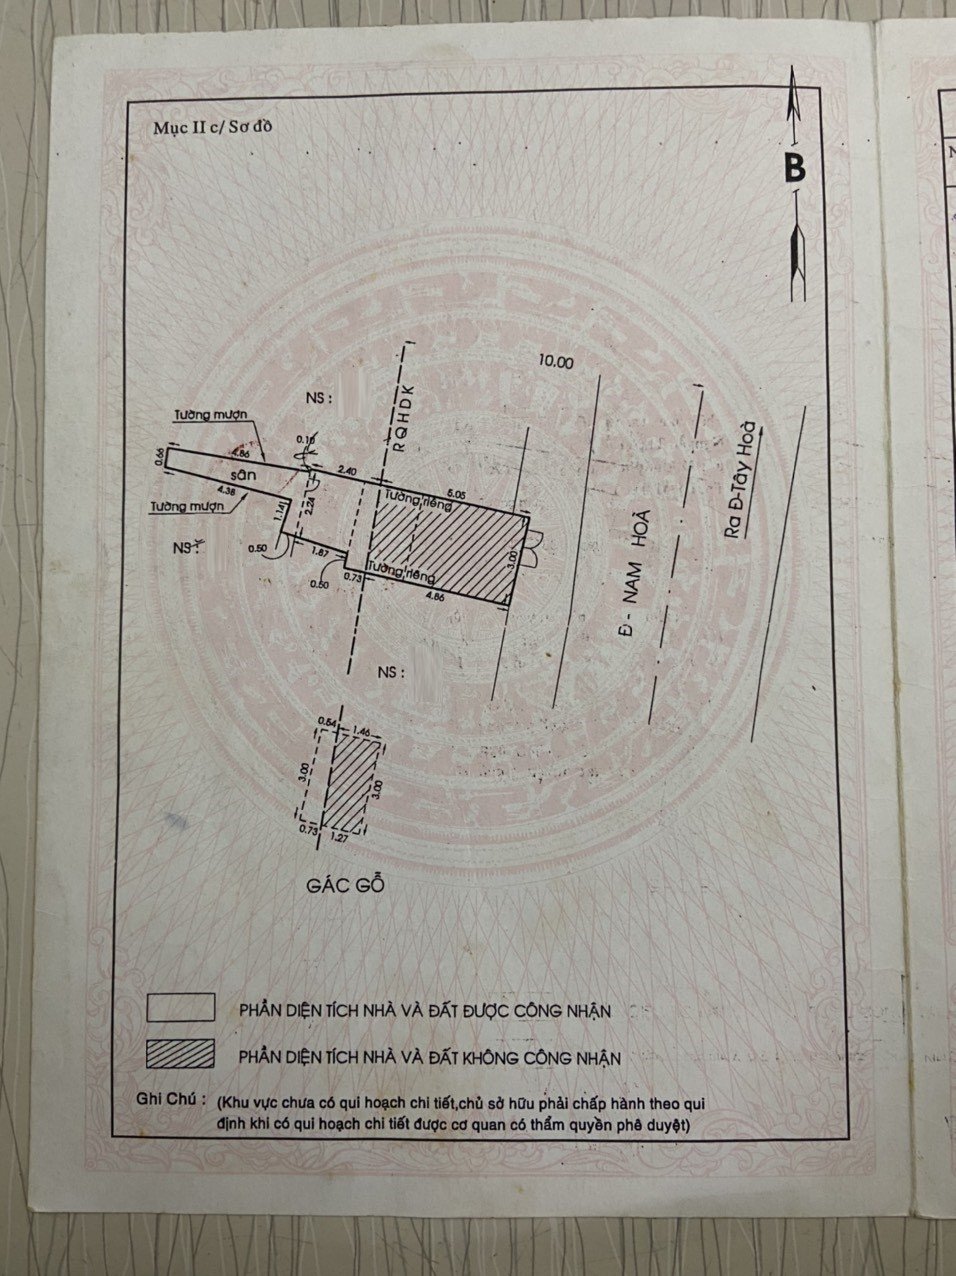 Mục II c/ Sơ đồ
B
10.00
NS :
RQHDK
Tường mượn
0.10
4.86
2.40
0.66
sân
Tường riêng
5.05
Ra Đ-Tây Hoà
4.38
Tường mượn
1.14
2.24
NS :
0.50
1.67
3.00
Đ - NAM HOÀ
Tường riêng
0.50
0.73
4.86
NS :
0.54
1.46
3.00
3.00
0.73
1.27
GÁC GỖ
PHẦN DIỆN TÍCH NHÀ VÀ ĐẤT ĐƯỢC CÔNG NHẬN
PHẦN DIỆN TÍCH NHÀ VÀ ĐẤT KHÔNG CÔNG NHẬN
Ghi Chú : (Khu vực chưa có qui hoạch chi tiết,chủ sở hữu phải chấp hành theo qui
định khi có qui hoạch chi tiết được cơ quan có thẩm quyền phê duyệt)